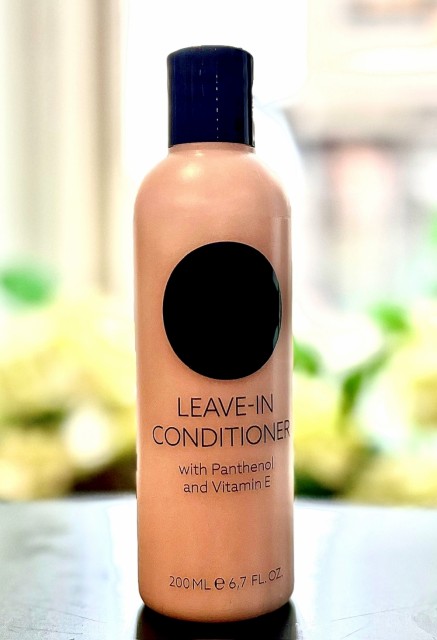 LEAVE-IN
CONDITIONER
with Panthenol
and Vitamin E
200 ML ℮ 6,7 FL. OZ.